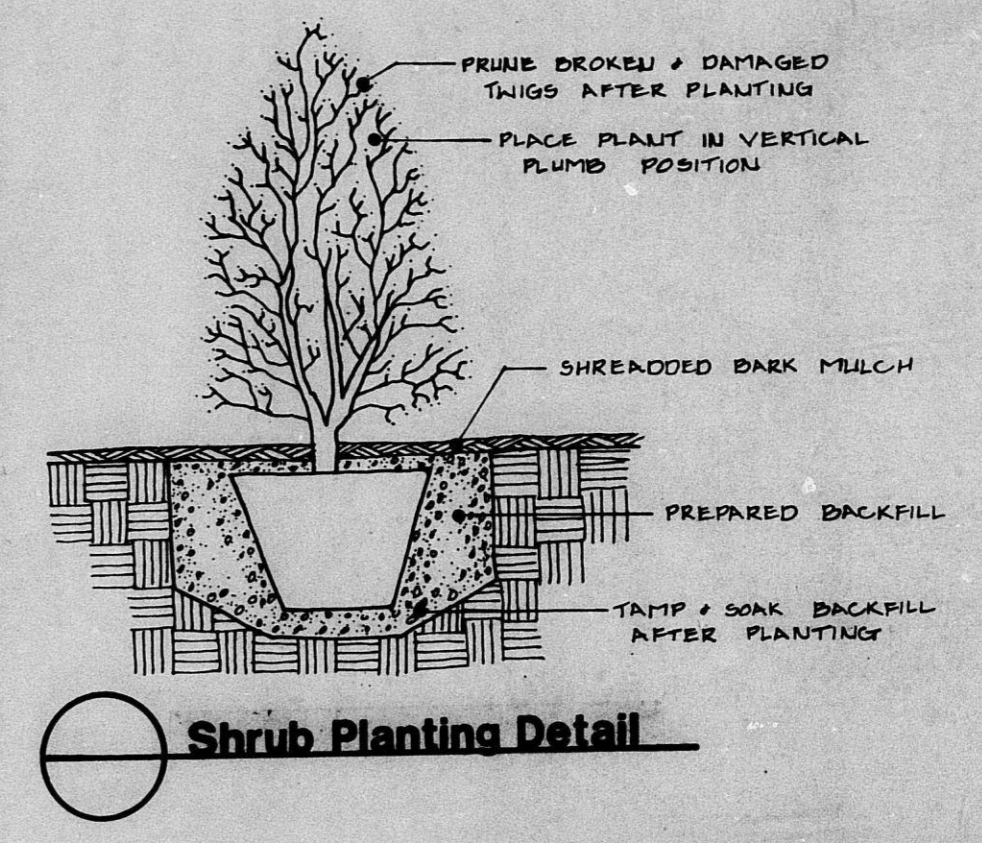 PRUNE BROKEN & DAMAGED
TWIGS AFTER PLANTING
PLACE PLANT IN VERTICAL
PLUMB POSITION
SHREADDED BARK MULCH
PREPARED BACKFILL
TAMP & SOAK BACKFILL
AFTER PLANTING
Shrub Planting Detail